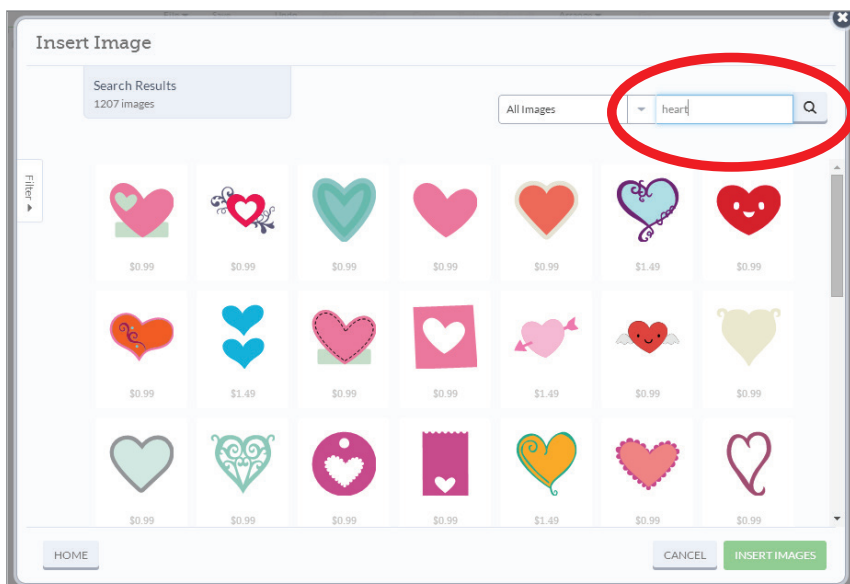 Insert Image
Search Results
1207 images
All Images
heart
Filter
$0.99 $0.99 $0.99 $0.99 $0.99 $1.49 $0.99
$0.99 $1.49 $0.99 $0.99 $1.49 $0.99 $0.99
$0.99 $0.99 $0.99 $0.99 $1.49 $0.99 $0.99
HOME CANCEL INSERT IMAGES